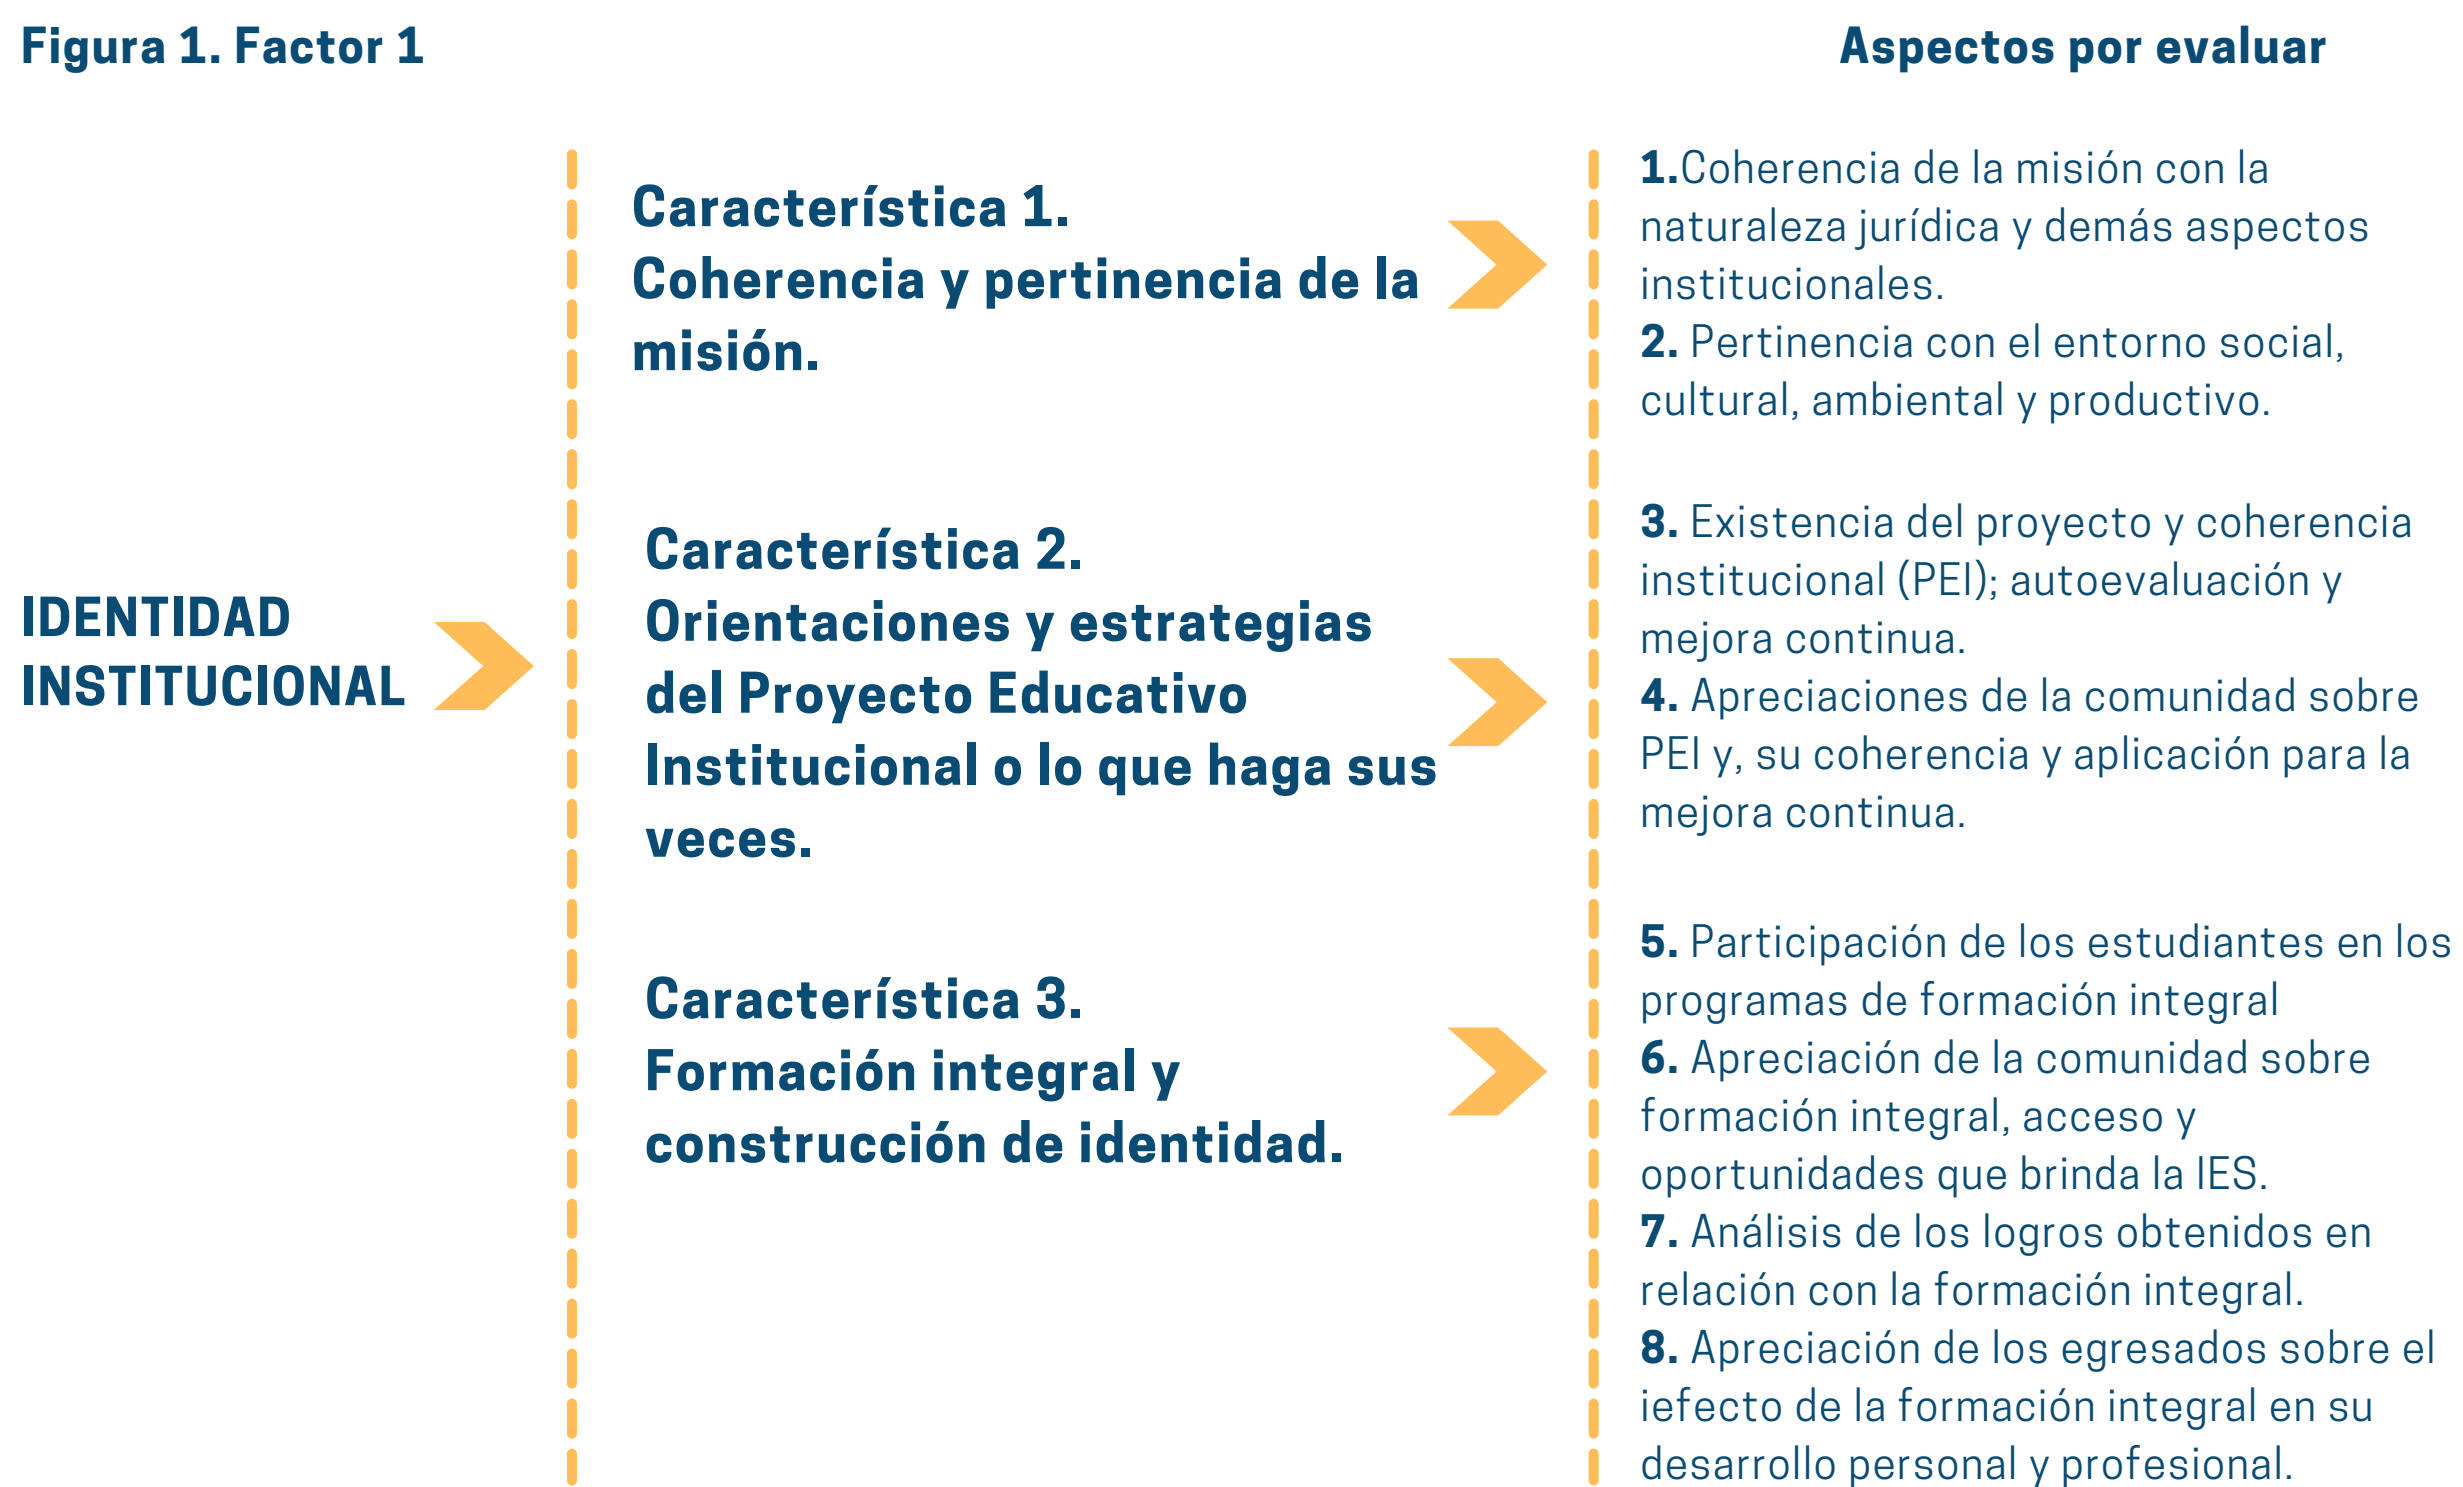 Figura 1. Factor 1
Aspectos por evaluar
IDENTIDAD
INSTITUCIONAL
Característica 1.
Coherencia y pertinencia de la
misión.
1.Coherencia de la misión con la
naturaleza jurídica y demás aspectos
institucionales.
2. Pertinencia con el entorno social,
cultural, ambiental y productivo.
Característica 2.
Orientaciones y estrategias
del Proyecto Educativo
Institucional o lo que haga sus
veces.
3. Existencia del proyecto y coherencia
institucional (PEI); autoevaluación y
mejora continua.
4. Apreciaciones de la comunidad sobre
PEI y, su coherencia y aplicación para la
mejora continua.
Característica 3.
Formación integral y
construcción de identidad.
5. Participación de los estudiantes en los
programas de formación integral
6. Apreciación de la comunidad sobre
formación integral, acceso y
oportunidades que brinda la IES.
7. Análisis de los logros obtenidos en
relación con la formación integral.
8. Apreciación de los egresados sobre el
iefecto de la formación integral en su
desarrollo personal y profesional.